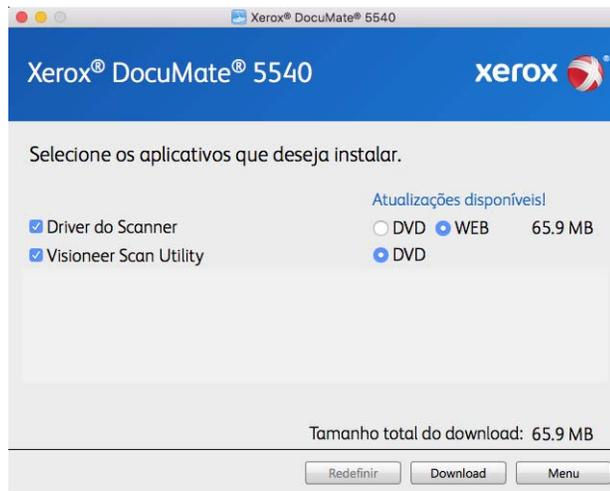 Xerox® DocuMate® 5540
Xerox® DocuMate® 5540
xerox ®
Selecione os aplicativos que deseja instalar.
Atualizações disponíveis!
Driver do Scanner DVD WEB 65.9 MB
Visioneer Scan Utility DVD
Tamanho total do download: 65.9 MB
Redefinir Download Menu